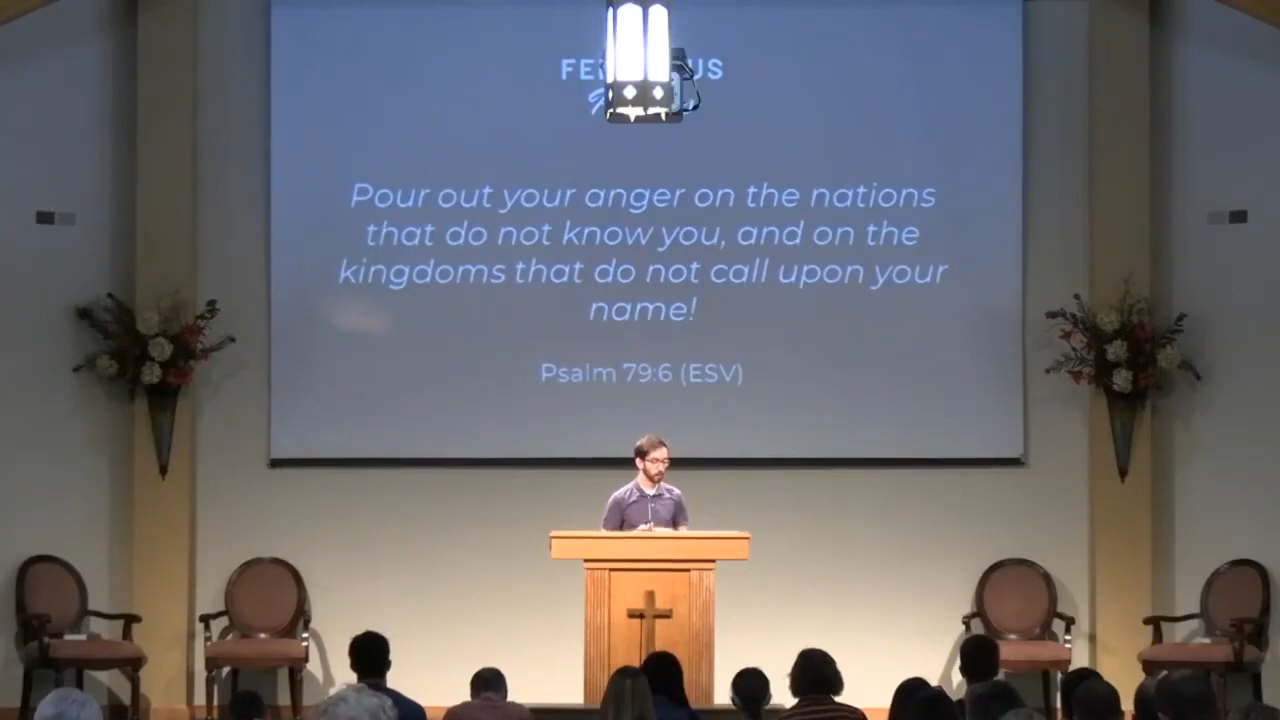 Pour out your anger on the nations
that do not know you, and on the
kingdoms that do not call upon your
name!
Psalm 79:6 (ESV)